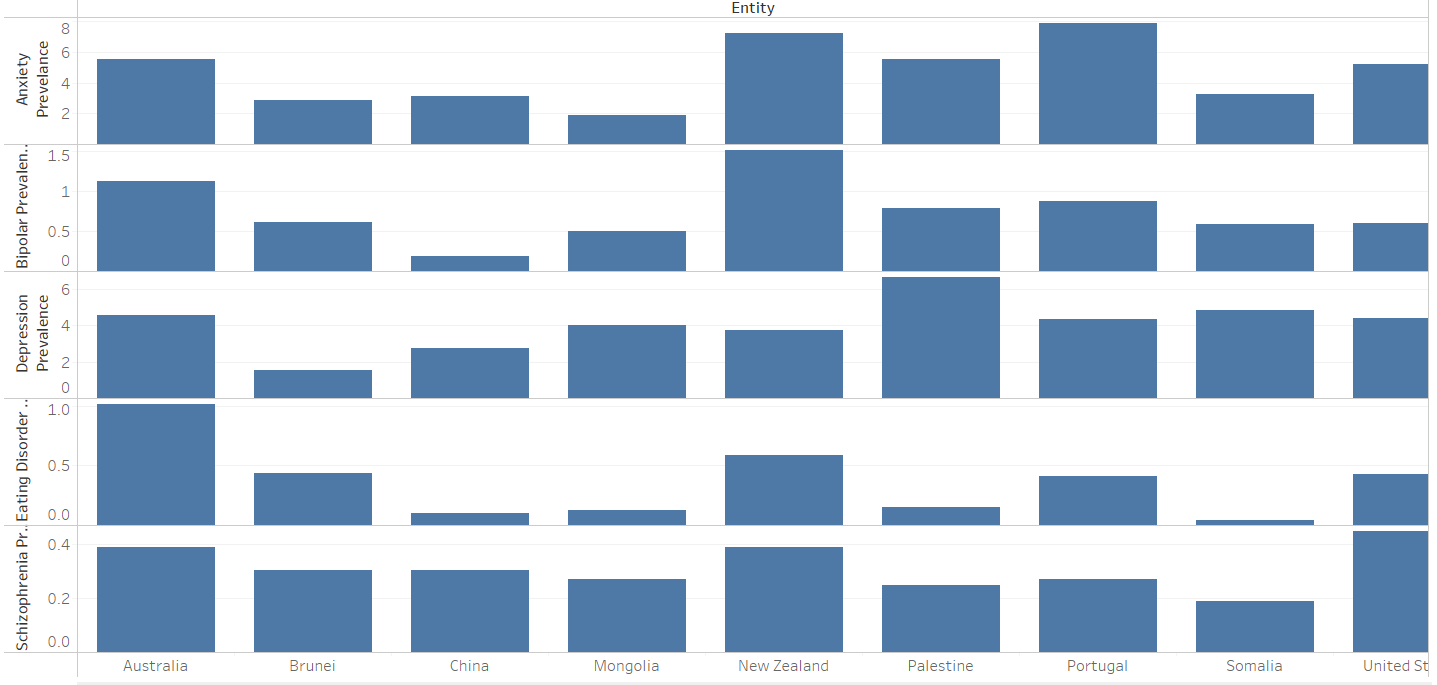 Entity
Anxiety
Prevelance
8
6
4
2
Bipolar Prevalen..
1.5
1
0.5
0
Depression
Prevalence
6
4
2
0
Eating Disorder ..
1.0
0.5
0.0
Schizophrenia Pr..
0.4
0.2
0.0
Australia Brunei China Mongolia New Zealand Palestine Portugal Somalia United St